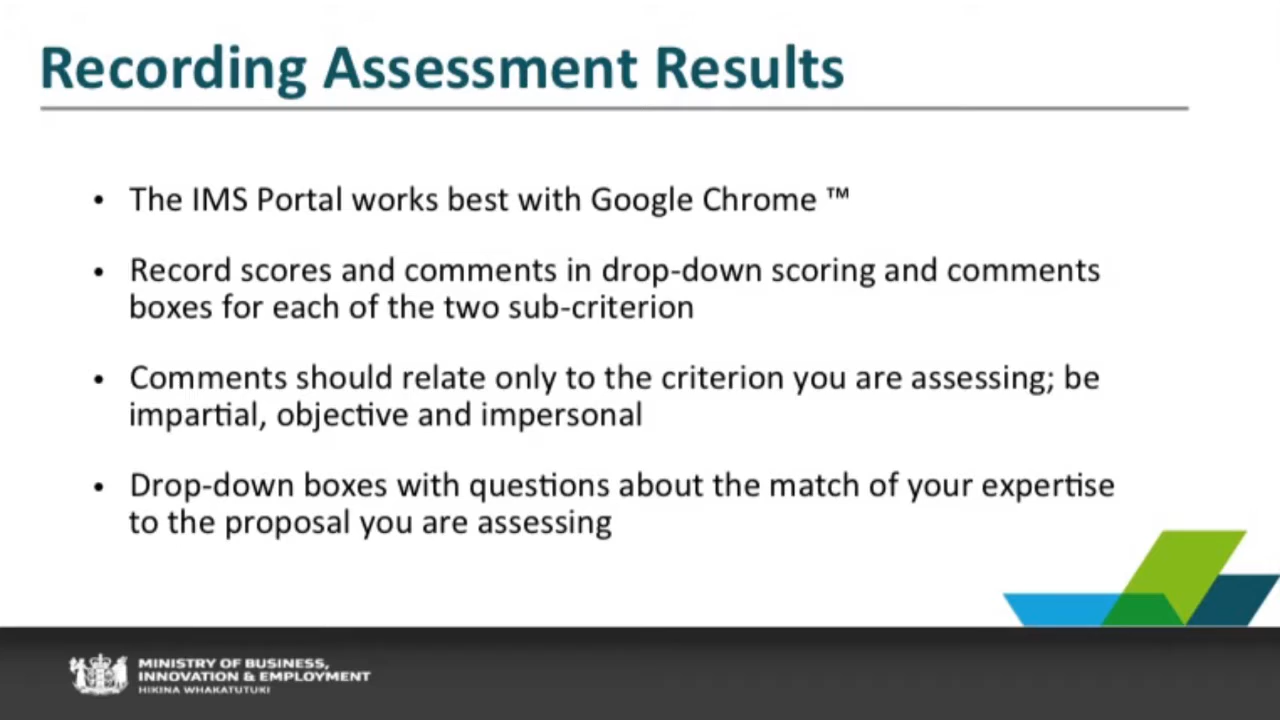 Recording Assessment Results
• The IMS Portal works best with Google Chrome ™
• Record scores and comments in drop-down scoring and comments
boxes for each of the two sub-criterion
• Comments should relate only to the criterion you are assessing; be
impartial, objective and impersonal
• Drop-down boxes with questions about the match of your expertise
to the proposal you are assessing
MINISTRY OF BUSINESS,
INNOVATION & EMPLOYMENT
HIKINA WHAKATUTUKI